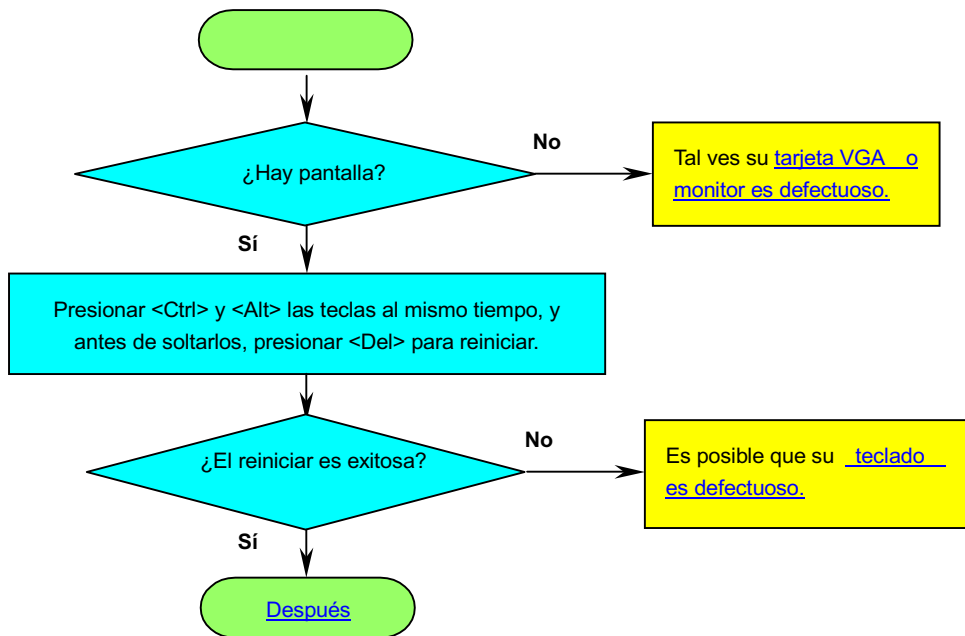 ¿Hay pantalla?
No
Tal ves su tarjeta VGA o
monitor es defectuoso.
Sí
Presionar <Ctrl> y <Alt> las teclas al mismo tiempo, y
antes de soltarlos, presionar <Del> para reiniciar.
¿El reiniciar es exitosa?
No
Es posible que su teclado
es defectuoso.
Sí
Después